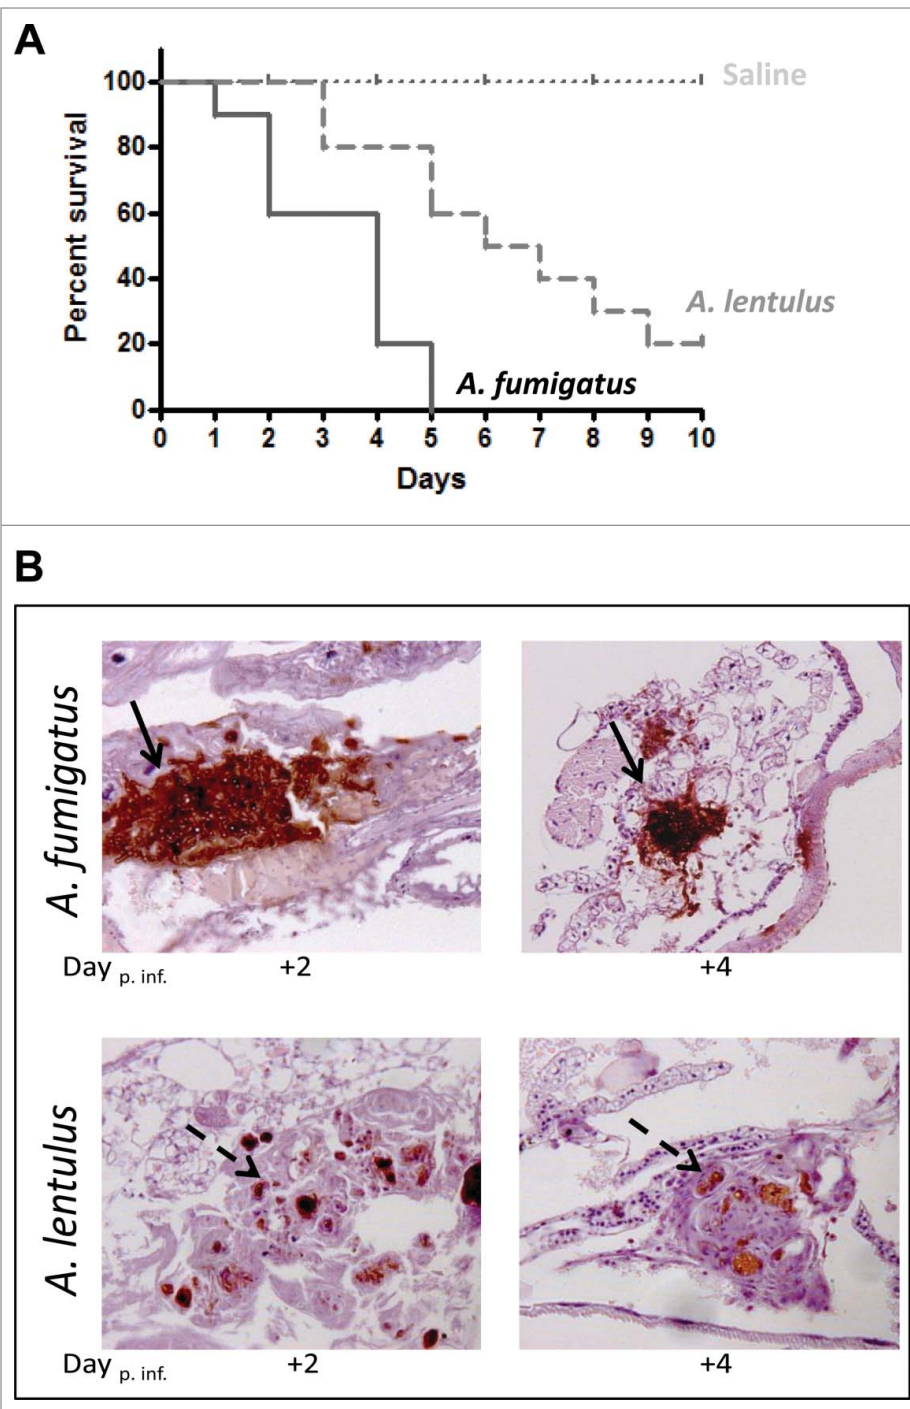 A
100
80
60
40
20
0
Percent survival
0 1 2 3 4 5 6 7 8 9 10
Days
Saline
A. lentulus
A. fumigatus
B
A. fumigatus
Day p. inf. +2 +4
A. lentulus
Day p. inf. +2 +4